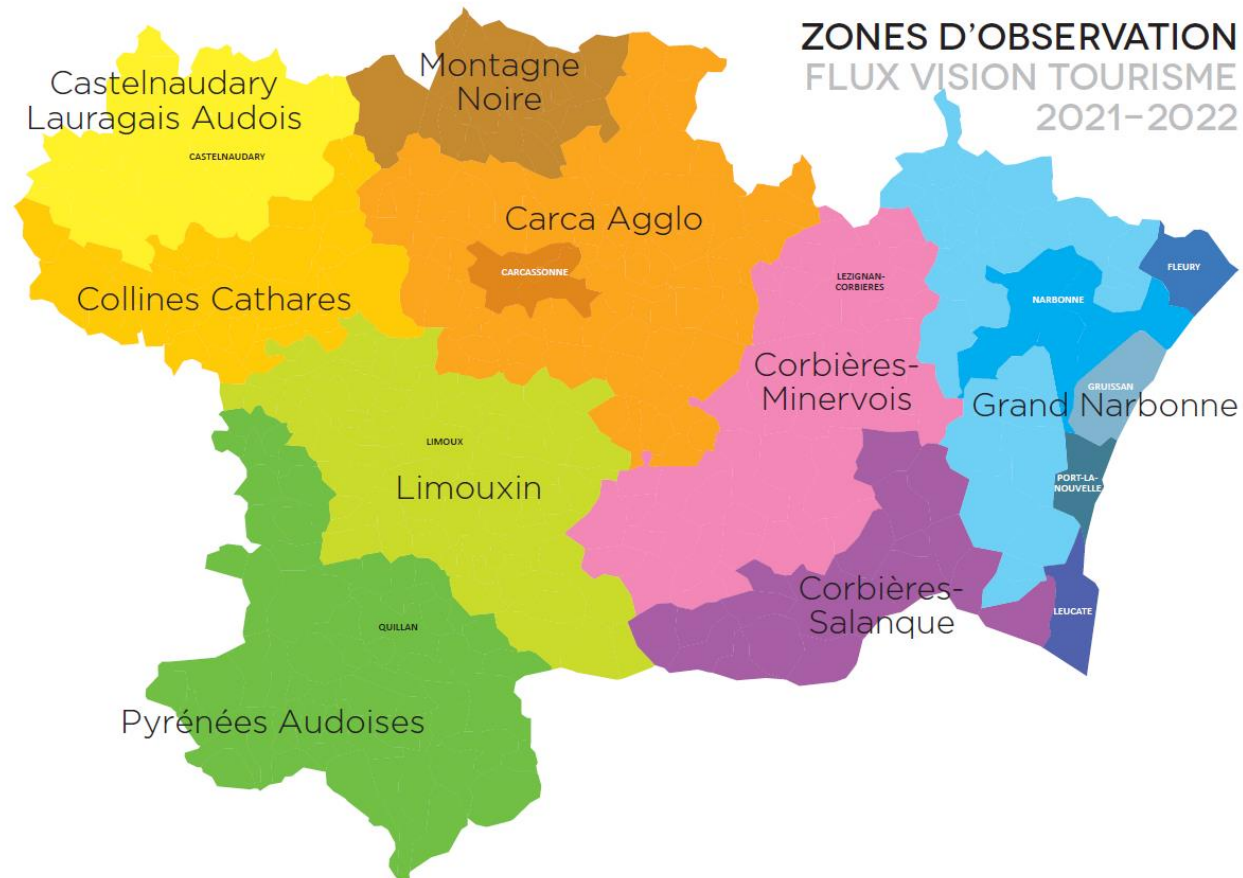 ZONES D'OBSERVATION
FLUX VISION TOURISME
2021-2022
Castelnaudary
Lauragais Audois
CASTELNAUDARY
Montagne
Noire
Carca Agglo
CARCASSONNE
Collines Cathares
LEZIGNAN-
CORBIERES
Corbières-
Minervois
NARBONNE
FLEURY
GRUISSAN
Grand Narbonne
PORT-LA-
NOUVELLE
LIMOUX
Limouxin
Corbières-
Salanque
LEUCATE
QUILLAN
Pyrénées Audoises